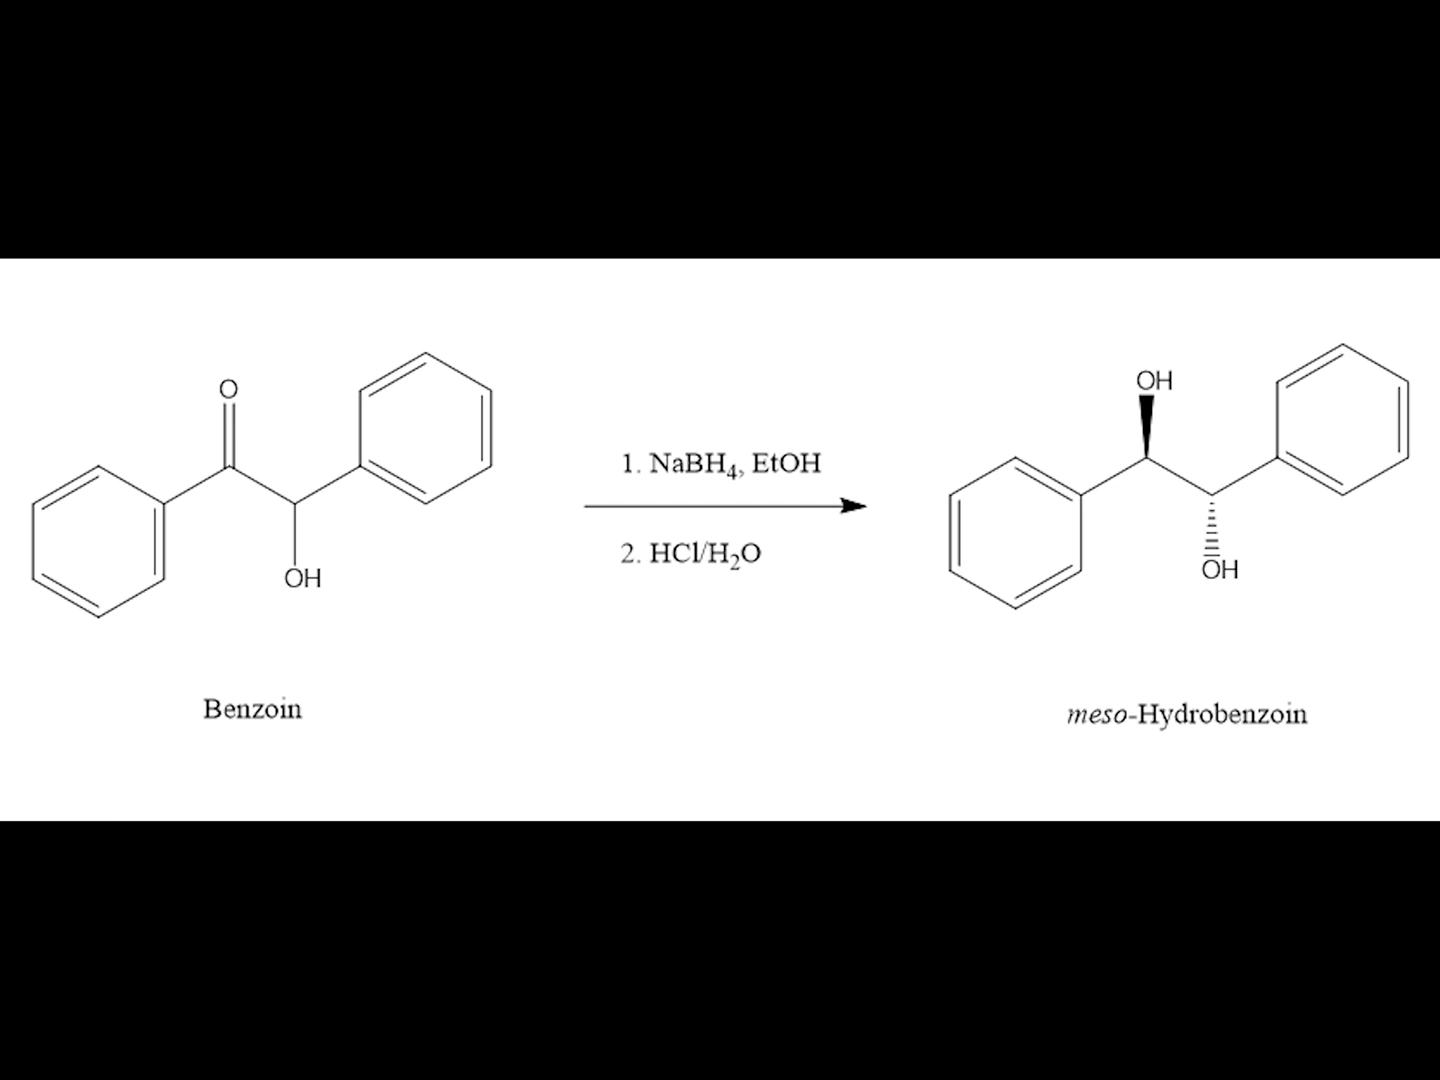 O
OH
Benzoin
1. NaBH₄, EtOH
2. HCl/H₂O
OH
OH
meso-Hydrobenzoin